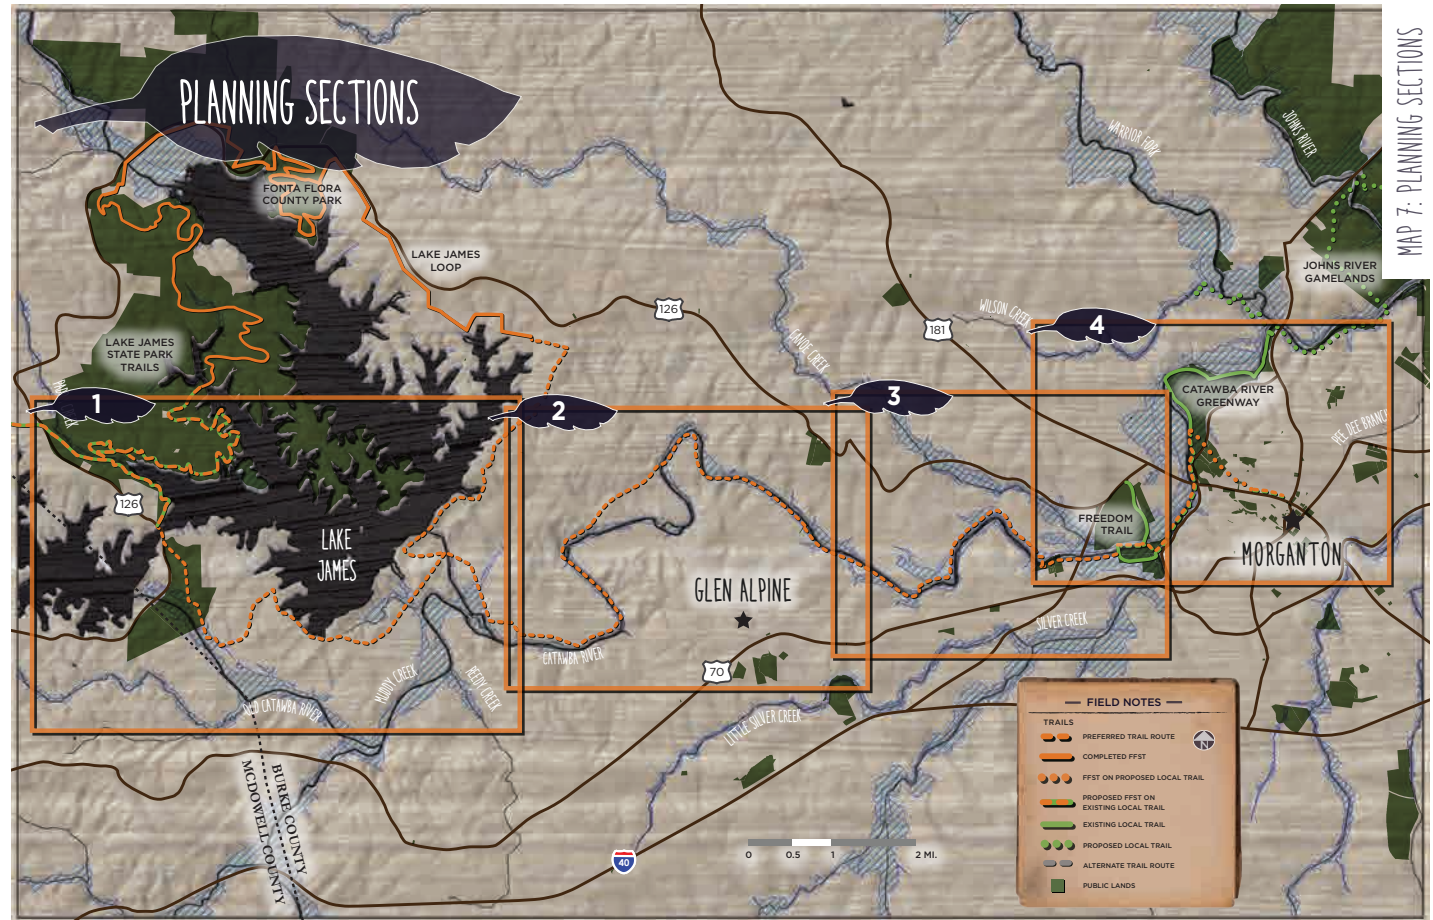 PLANNING SECTIONS
MAP 7: PLANNING SECTIONS
JOHNS RIVER
WARRIOR FORK
FONTA FLORA
COUNTY PARK
LAKE JAMES
LOOP
JOHNS RIVER
GAMELANDS
126
WILSON CREEK
181
4
CANOE CREEK
LAKE JAMES
STATE PARK
TRAILS
1
2
3
CATAWBA RIVER
GREENWAY
PEE DEE BRANCH
126
FREEDOM
TRAIL
LAKE
JAMES
MORGANTON
GLEN ALPINE
SILVER CREEK
CATAWBA RIVER
70
MUDDY CREEK
REEDY CREEK
OLD CATAWBA RIVER
LITTLE SILVER CREEK
BURKE COUNTY
MCDOWELL COUNTY
40
0 0.5 1 2 MI.
FIELD NOTES
TRAILS
N
PREFERRED TRAIL ROUTE
COMPLETED FFST
FFST ON PROPOSED LOCAL TRAIL
PROPOSED FFST ON
EXISTING LOCAL TRAIL
EXISTING LOCAL TRAIL
PROPOSED LOCAL TRAIL
ALTERNATE TRAIL ROUTE
PUBLIC LANDS